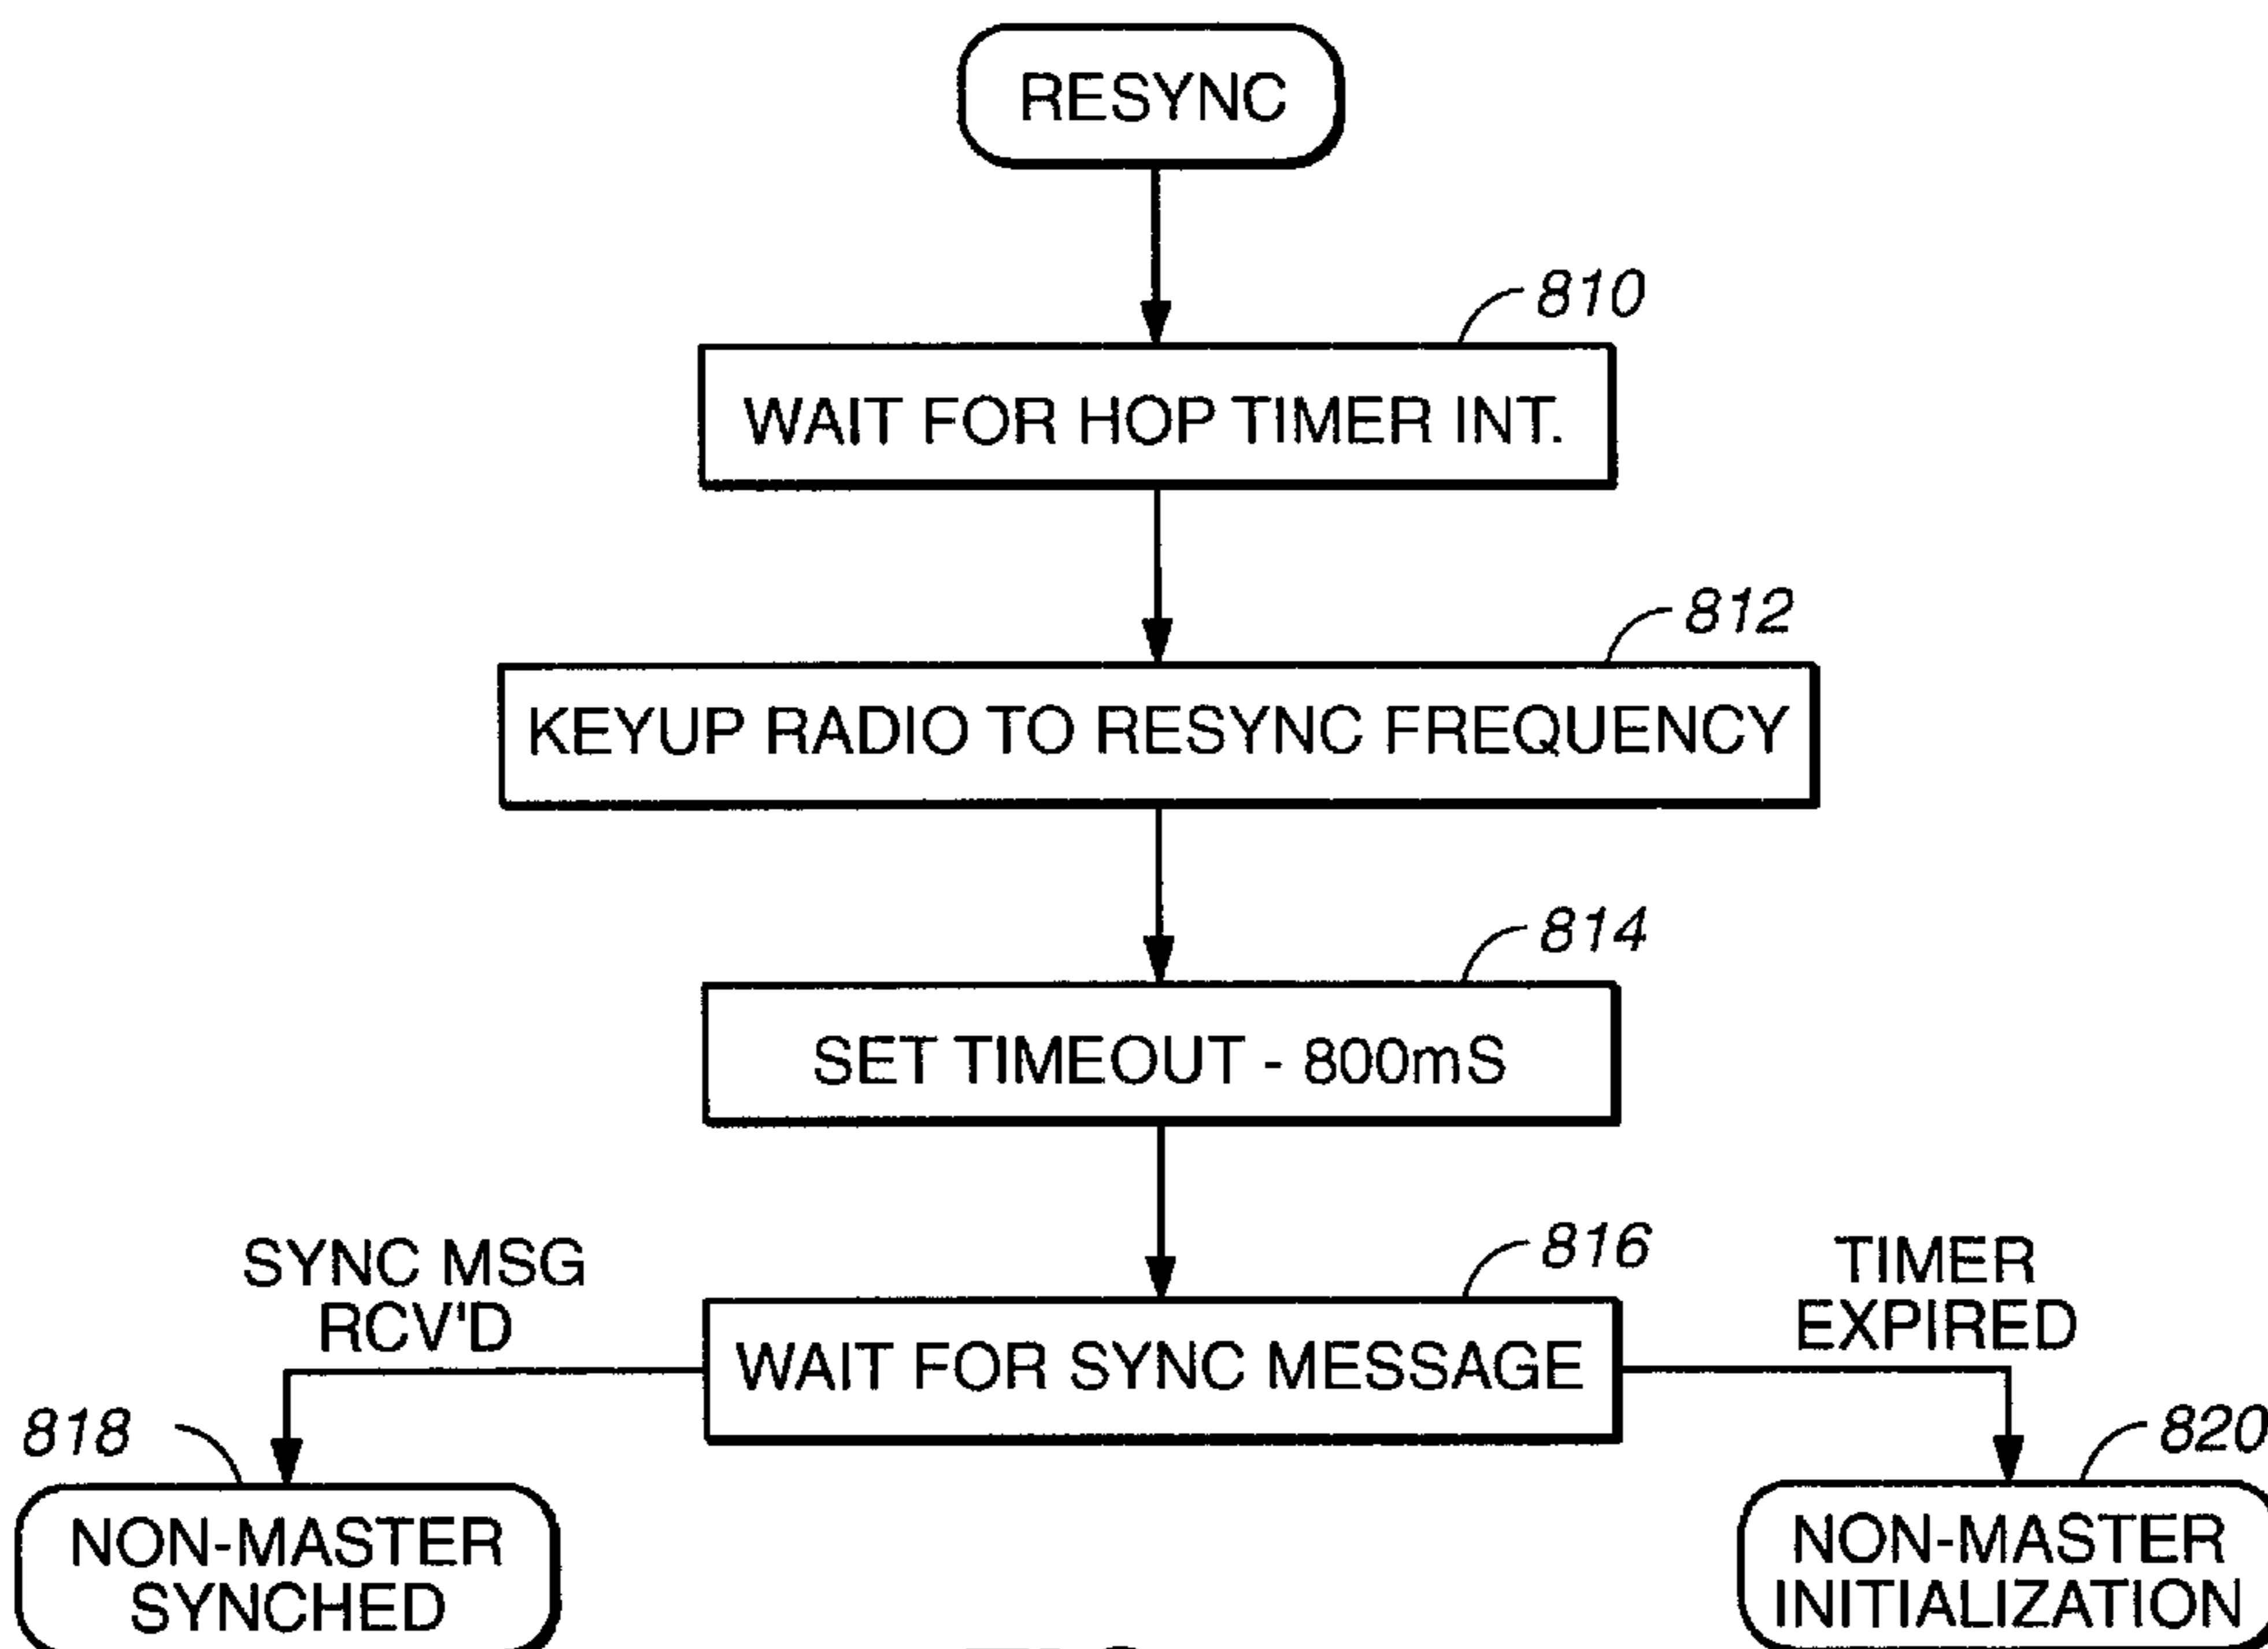 RESYNC
810
WAIT FOR HOP TIMER INT.
812
KEYUP RADIO TO RESYNC FREQUENCY
814
SET TIMEOUT - 800mS
816
WAIT FOR SYNC MESSAGE
SYNC MSG
RCV'D
TIMER
EXPIRED
818
NON-MASTER
SYNCHED
820
NON-MASTER
INITIALIZATION